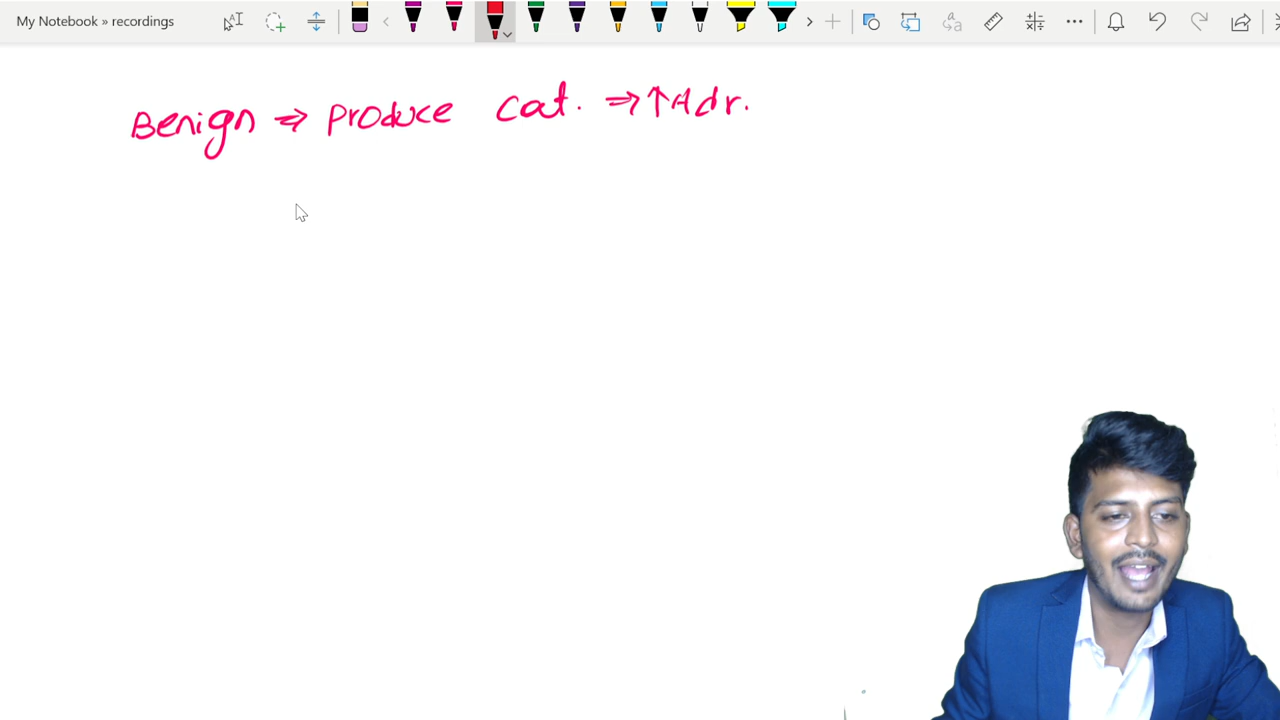 My Notebook » recordings
Benign ⇒ Produce cat. ⇒ ↑Adr.